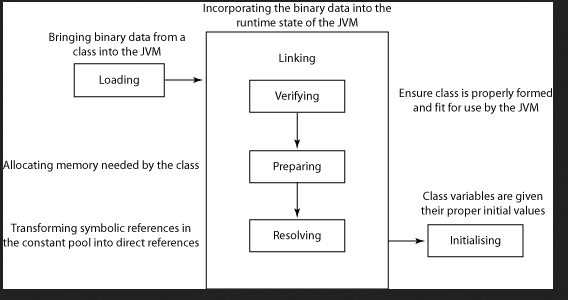 Incorporating the binary data into the
runtime state of the JVM
Bringing binary data from a
class into the JVM
Loading
Linking
Verifying
Ensure class is properly formed
and fit for use by the JVM
Allocating memory needed by the class
Preparing
Transforming symbolic references in
the constant pool into direct references
Resolving
Class variables are given
their proper initial values
Initialising